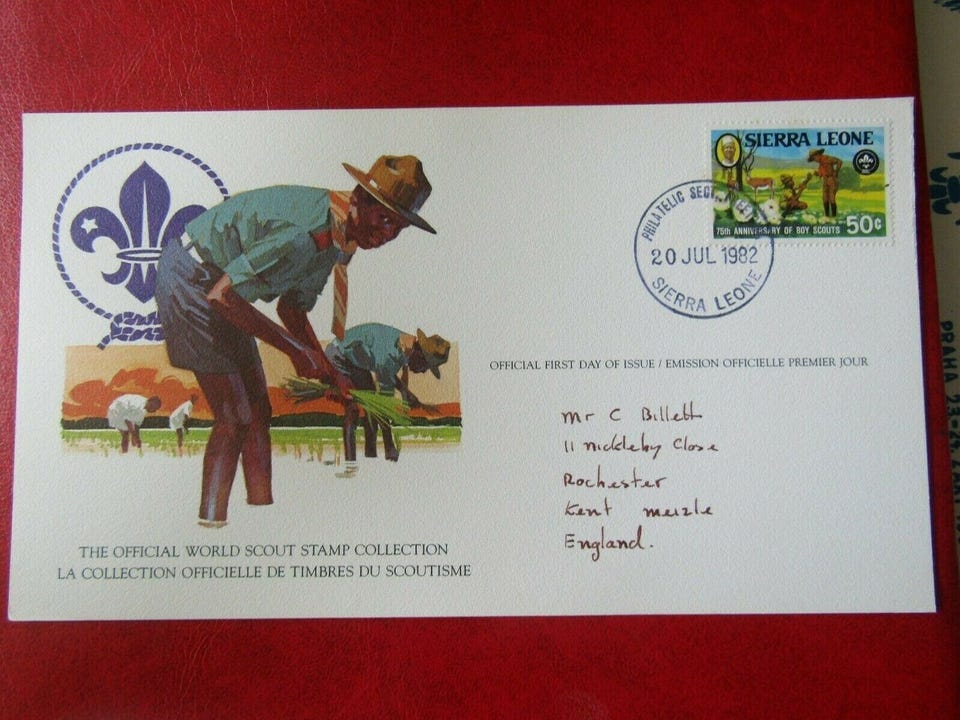 SIERRA LEONE
75th ANNIVERSARY OF BOY SCOUTS 50c
PHILATELIC
20 JUL 1982
SIERRA LEONE
OFFICIAL FIRST DAY OF ISSUE / EMISSION OFFICIELLE PREMIER JOUR
Mr C Billett
11 Nickleby Close
Rochester
Kent ME12LE
England.
THE OFFICIAL WORLD SCOUT STAMP COLLECTION
LA COLLECTION OFFICIELLE DE TIMBRES DU SCOUTISME
PRAHA